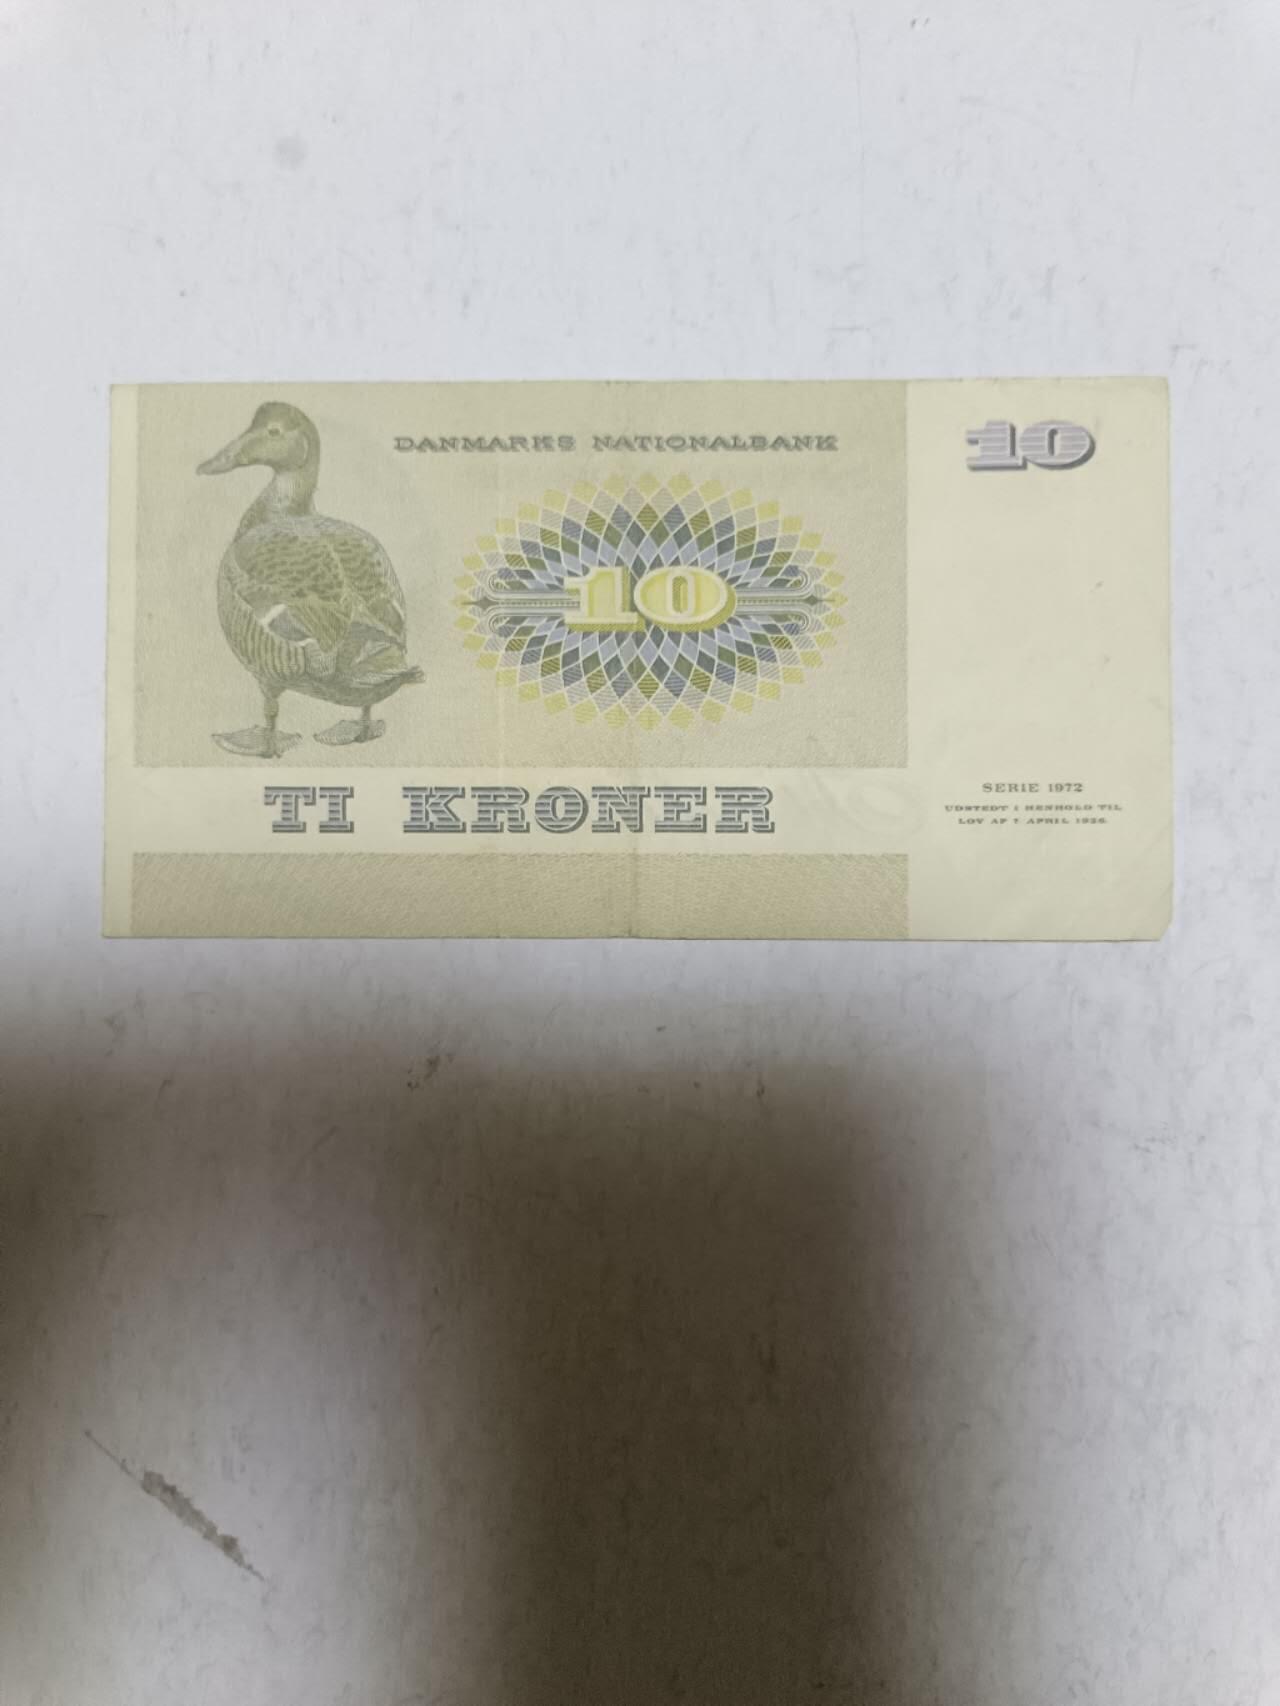 DANMARKS NATIONALBANK
10
10
TI KRONER
SERIE 1972
UDSTEDT I HENHOLD TIL
LOV AF 7 APRIL 1936